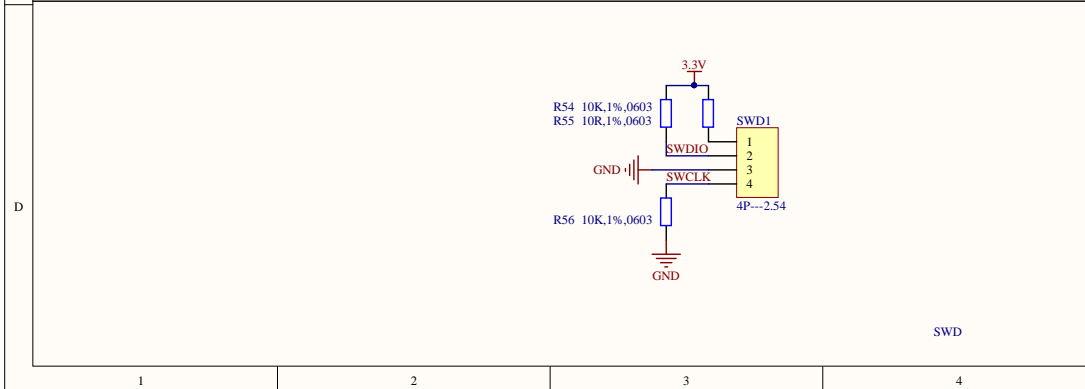 3.3V
R54 10K,1%,0603
R55 10R,1%,0603
SWD1
1
SWDIO
2
GND
3
SWCLK
4
4P---2.54
R56 10K,1%,0603
GND
D
SWD
1
2
3
4